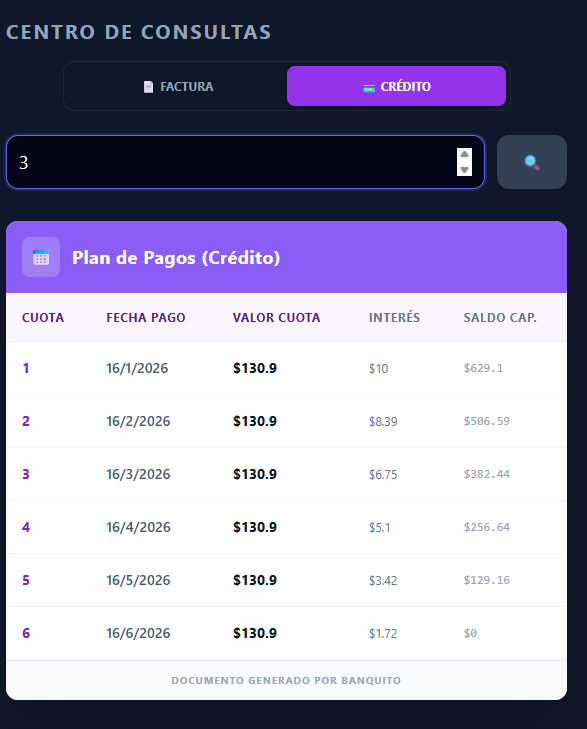 CENTRO DE CONSULTAS
FACTURA CRÉDITO
3
Plan de Pagos (Crédito)
CUOTA FECHA PAGO VALOR CUOTA INTERÉS SALDO CAP.
1 16/1/2026 $130.9 $10 $629.1
2 16/2/2026 $130.9 $8.39 $506.59
3 16/3/2026 $130.9 $6.75 $382.44
4 16/4/2026 $130.9 $5.1 $256.64
5 16/5/2026 $130.9 $3.42 $129.16
6 16/6/2026 $130.9 $1.72 $0
DOCUMENTO GENERADO POR BANQUITO